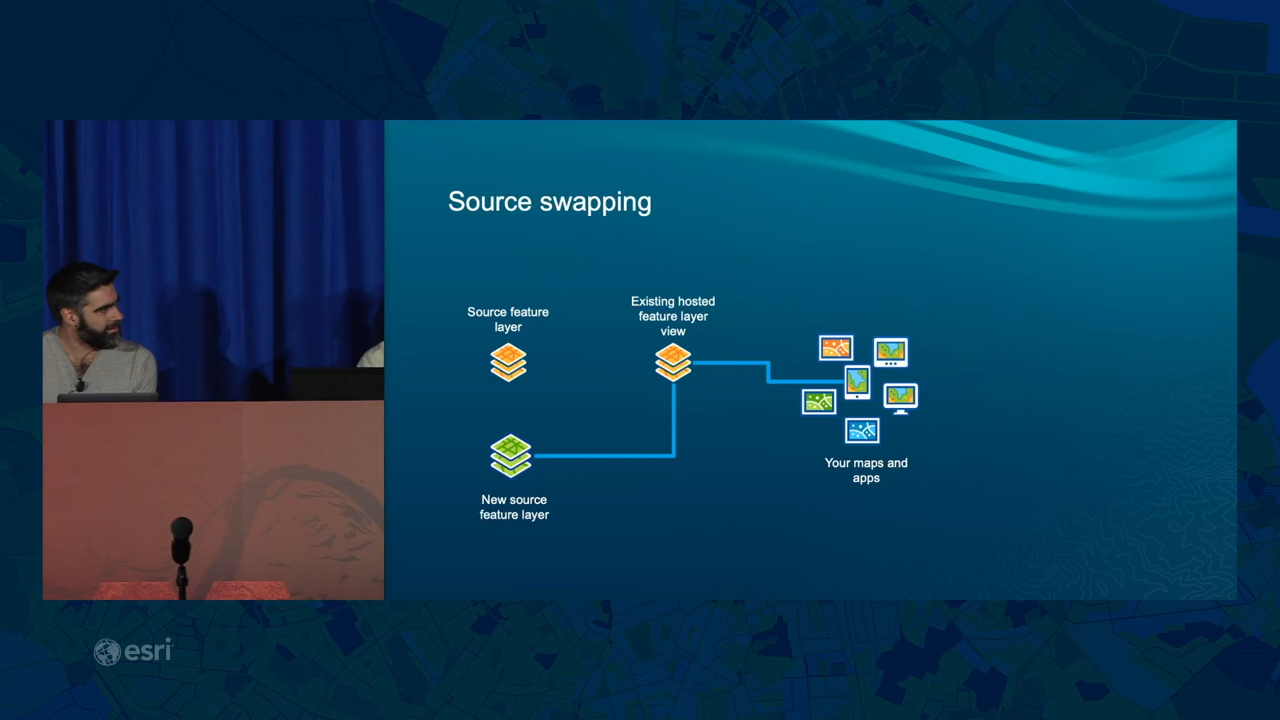 Source swapping
Source feature
layer
Existing hosted
feature layer
view
Your maps and
apps
New source
feature layer
esri